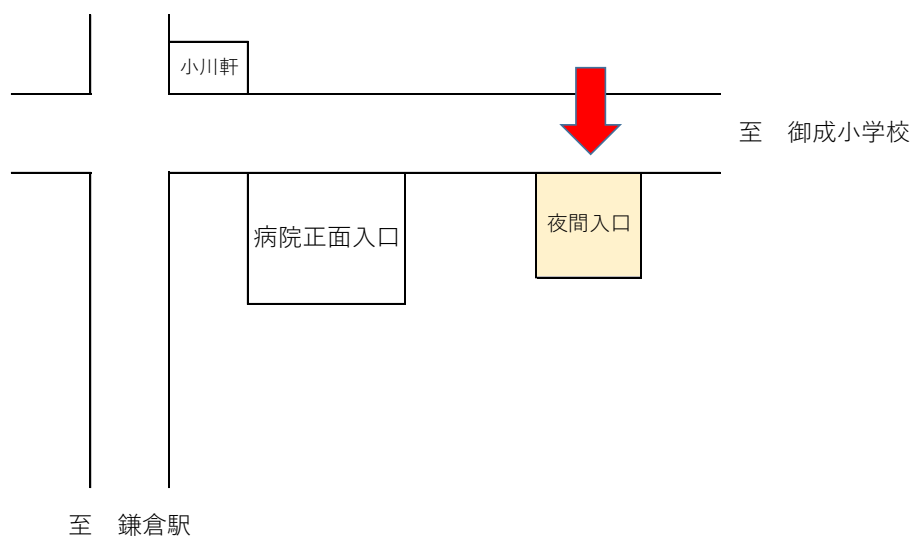 小川軒
至　御成小学校
病院正面入口
夜間入口
至　鎌倉駅